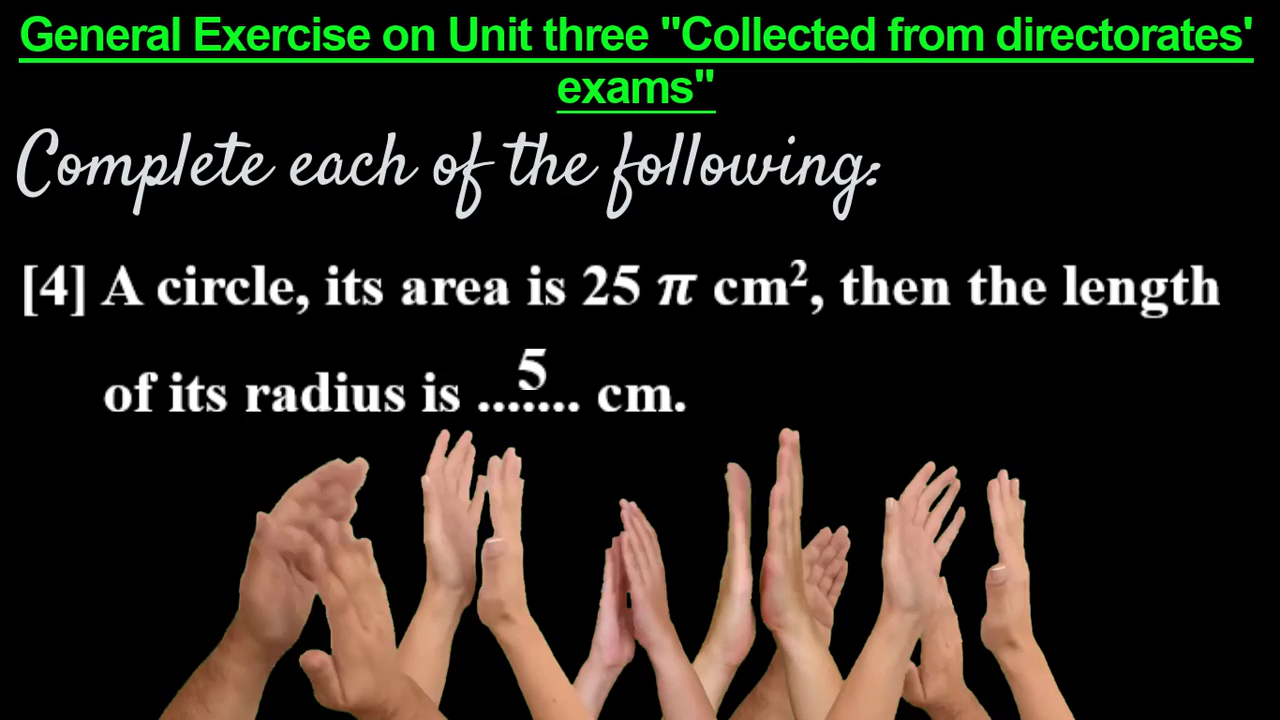 General Exercise on Unit three "Collected from directorates'
exams"
Complete each of the following:
[4] A circle, its area is 25 π cm², then the length
of its radius is ...5.... cm.